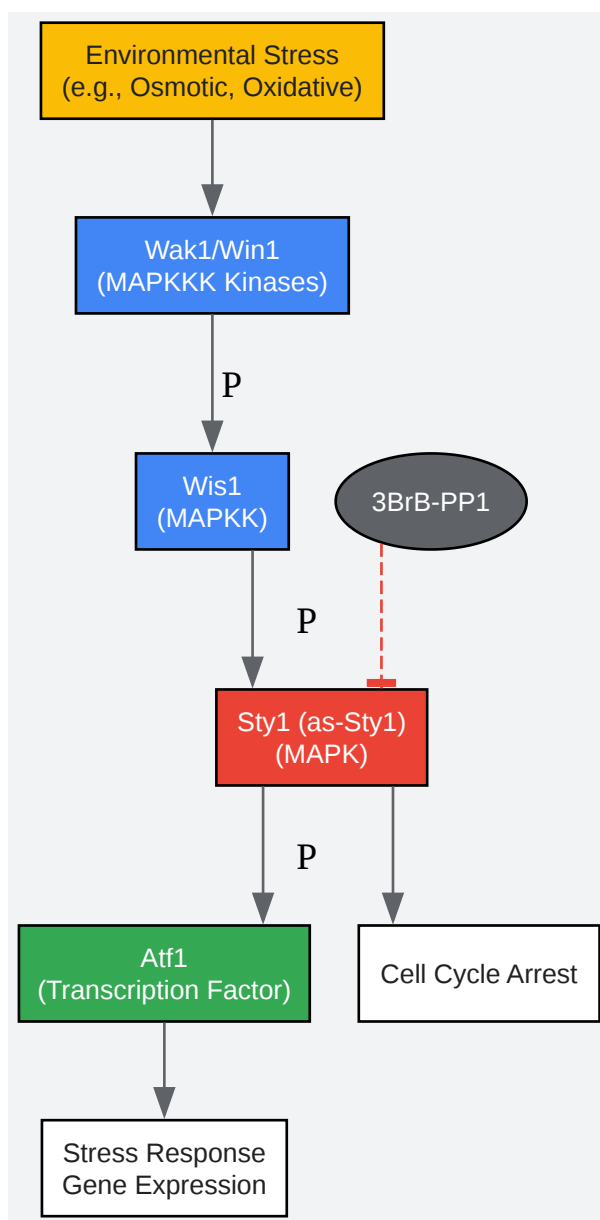 Environmental Stress
(e.g., Osmotic, Oxidative)
Wak1/Win1
(MAPKKK Kinases)
P
Wis1
(MAPKK)
3BrB-PP1
P
Sty1 (as-Sty1)
(MAPK)
P
Atf1
(Transcription Factor)
Cell Cycle Arrest
Stress Response
Gene Expression